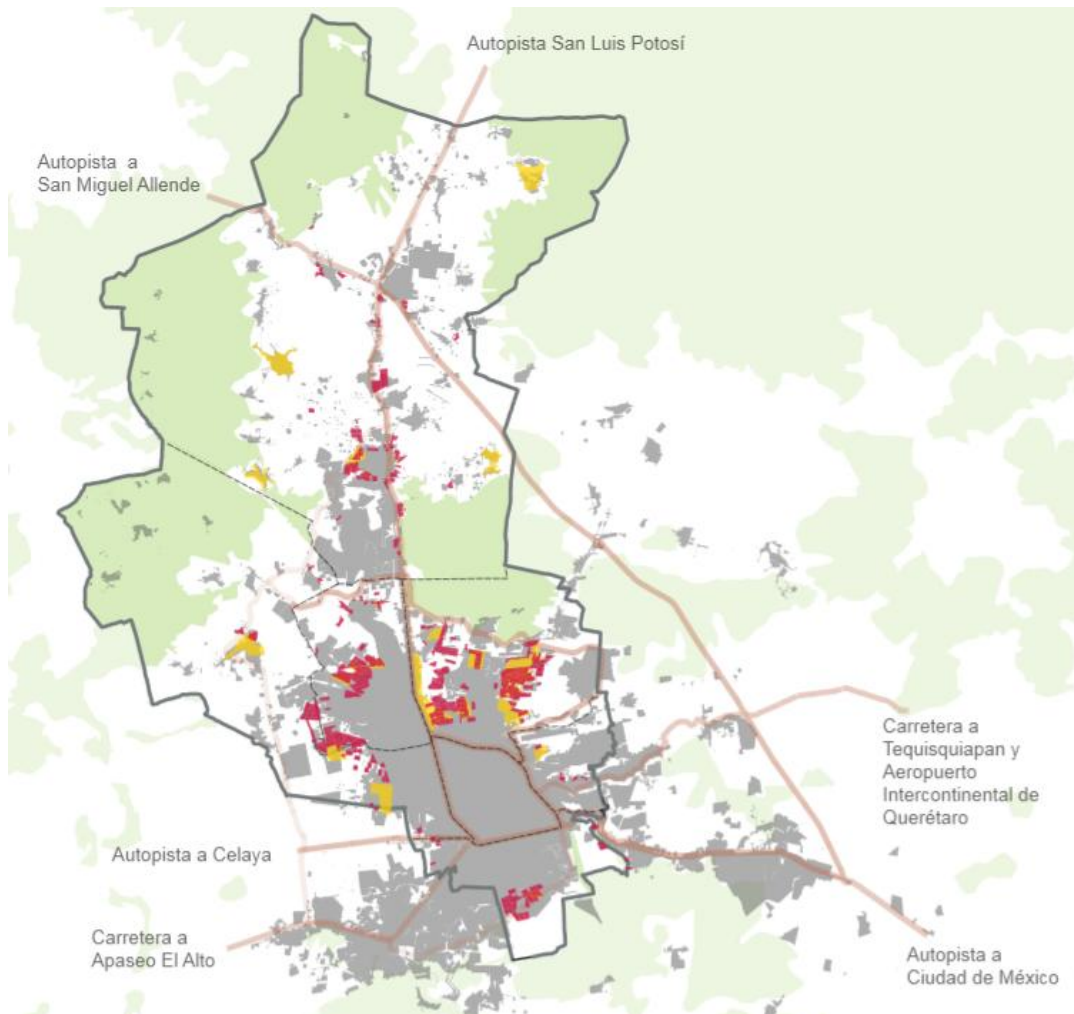 Autopista San Luis Potosí
Autopista a
San Miguel Allende
Carretera a
Tequisquiapan y
Aeropuerto
Intercontinental de
Querétaro
Autopista a Celaya
Carretera a
Apaseo El Alto
Autopista a
Ciudad de México